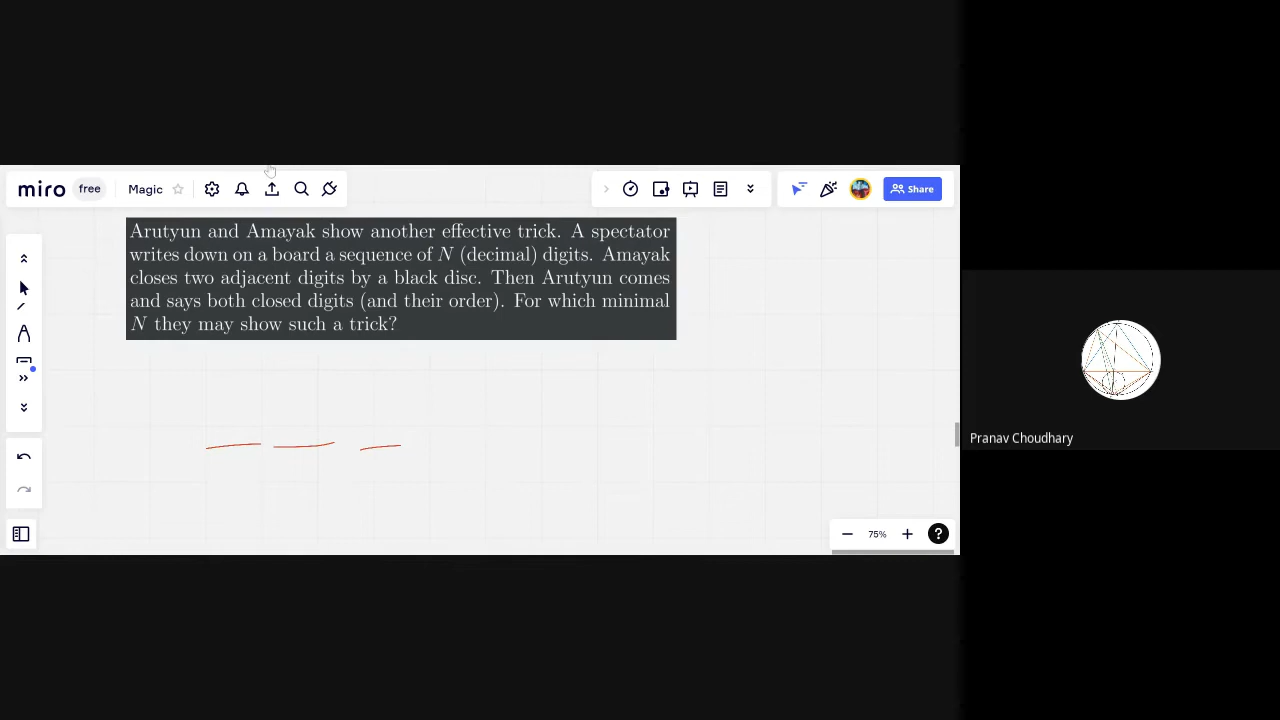 miro free Magic Share
Arutyun and Amayak show another effective trick. A spectator
writes down on a board a sequence of N (decimal) digits. Amayak
closes two adjacent digits by a black disc. Then Arutyun comes
and says both closed digits (and their order). For which minimal
N they may show such a trick?
Pranav Choudhary
75% ?